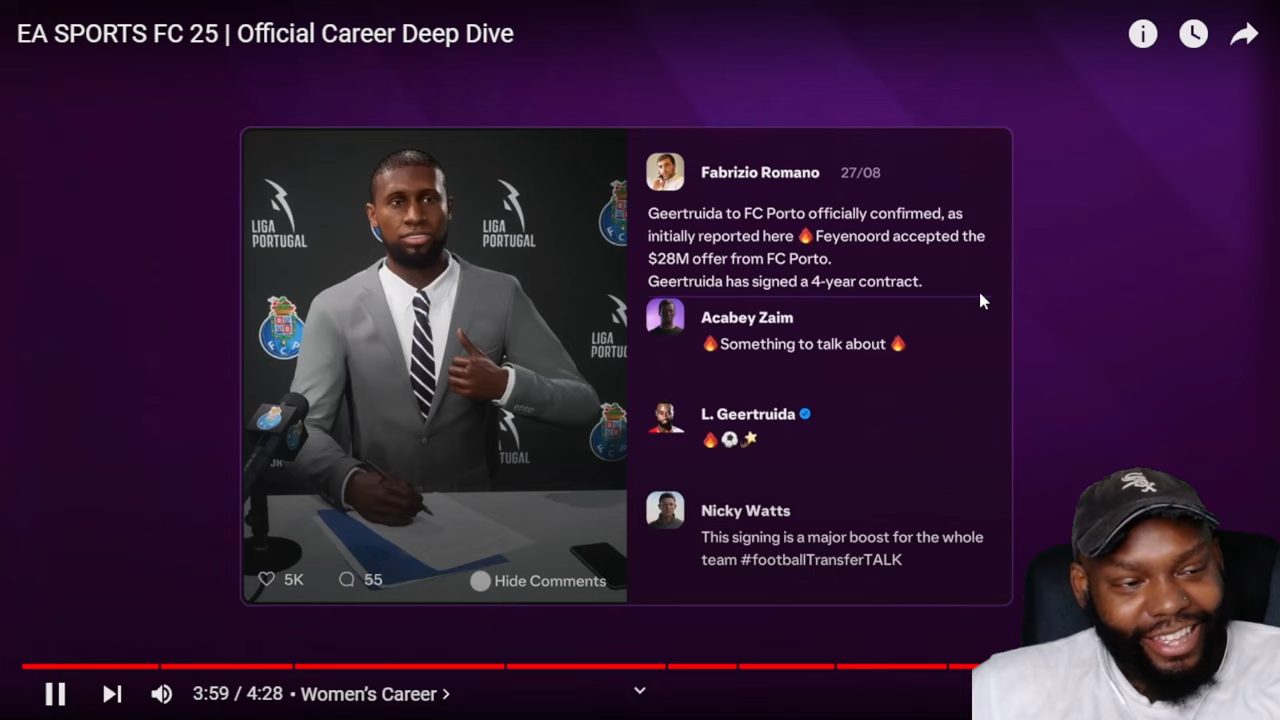 EA SPORTS FC 25 | Official Career Deep Dive
LIGA
PORTUGAL
LIGA
PORTUGAL
LIGA
PORTU
TUGAL
Fabrizio Romano 27/08
Geertruida to FC Porto officially confirmed, as
initially reported here 🔥Feyenoord accepted the
$28M offer from FC Porto.
Geertruida has signed a 4-year contract.
Acabey Zaim
🔥Something to talk about 🔥
L. Geertruida
🔥⚽🌠
Nicky Watts
This signing is a major boost for the whole
team #footballTransferTALK
5K 55 Hide Comments
3:59 / 4:28 • Women's Career >